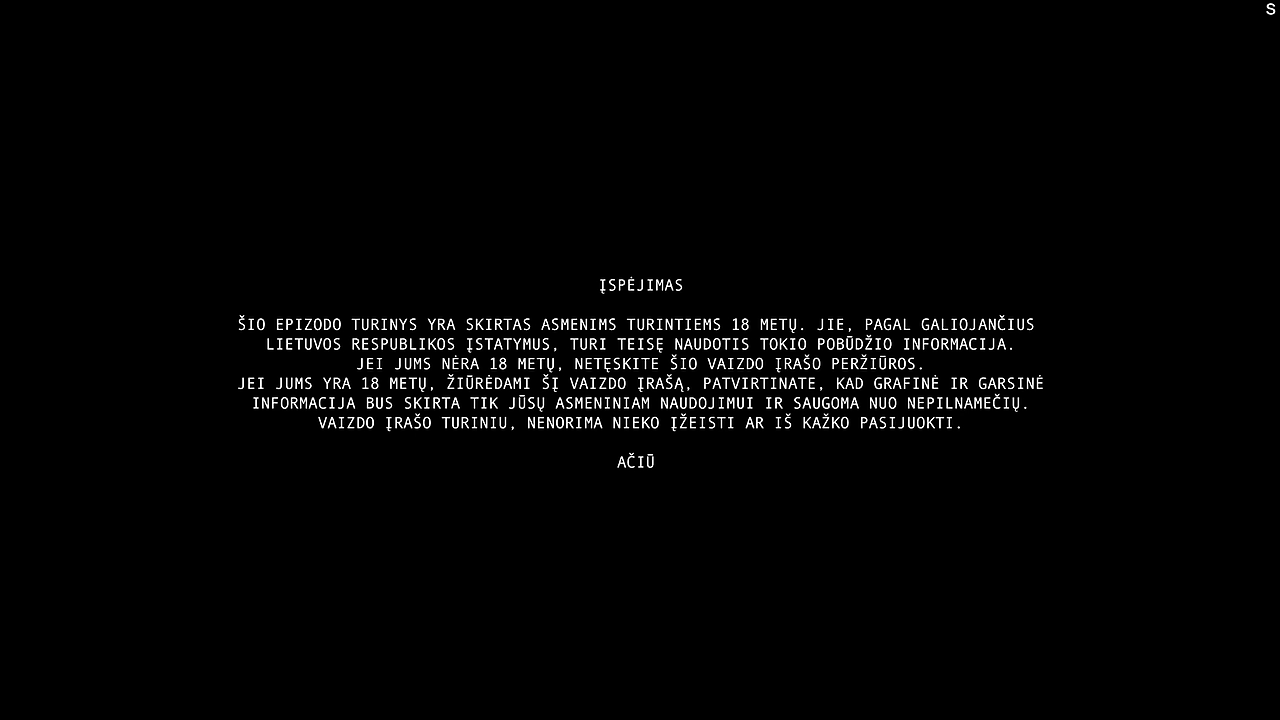 S
ĮSPĖJIMAS
ŠIO EPIZODO TURINYS YRA SKIRTAS ASMENIMS TURINTIEMS 18 METŲ. JIE, PAGAL GALIOJANČIUS
LIETUVOS RESPUBLIKOS ĮSTATYMUS, TURI TEISĘ NAUDOTIS TOKIO POBŪDŽIO INFORMACIJA.
JEI JUMS NĖRA 18 METŲ, NETĘSKITE ŠIO VAIZDO ĮRAŠO PERŽIŪROS.
JEI JUMS YRA 18 METŲ, ŽIŪRĖDAMI ŠĮ VAIZDO ĮRAŠĄ, PATVIRTINATE, KAD GRAFINĖ IR GARSINĖ
INFORMACIJA BUS SKIRTA TIK JŪSŲ ASMENINIAM NAUDOJIMUI IR SAUGOMA NUO NEPILNAMEČIŲ.
VAIZDO ĮRAŠO TURINIU, NENORIMA NIEKO ĮŽEISTI AR IŠ KAŽKO PASIJUOKTI.
AČIŪ